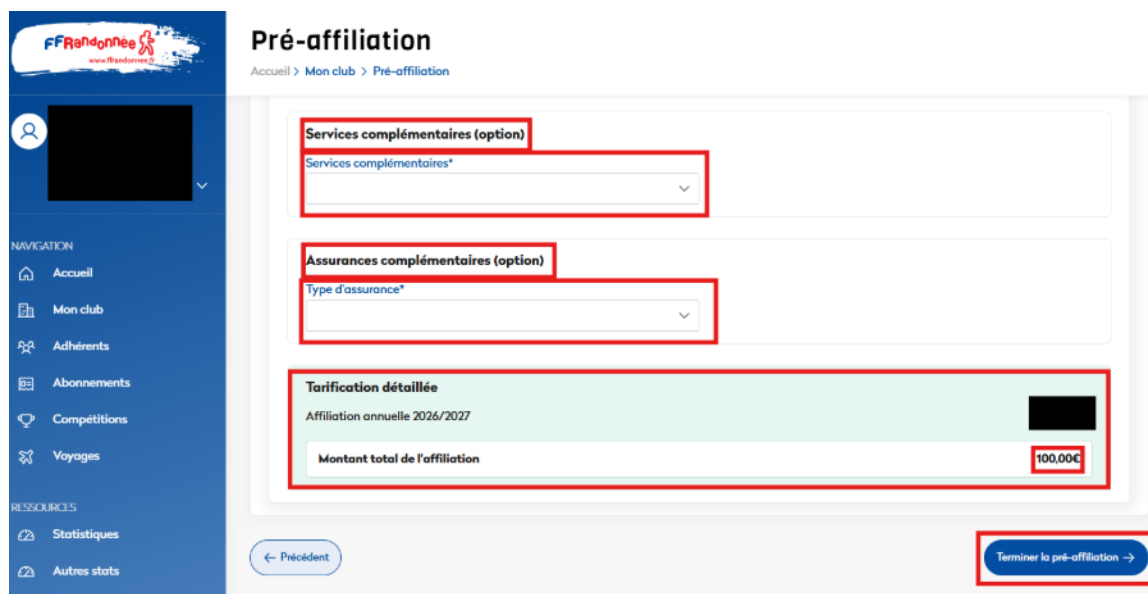 FFRandonnée
www.ffrandonnee.fr
Pré-affiliation
Accueil > Mon club > Pré-affiliation
NAVIGATION
Accueil
Mon club
Adhérents
Abonnements
Compétitions
Voyages
RESSOURCES
Statistiques
Autres stats
Services complémentaires (option)
Services complémentaires*
Assurances complémentaires (option)
Type d'assurance*
Tarification détaillée
Affiliation annuelle 2026/2027
Montant total de l'affiliation 100,00€
← Précédent
Terminer la pré-affiliation →